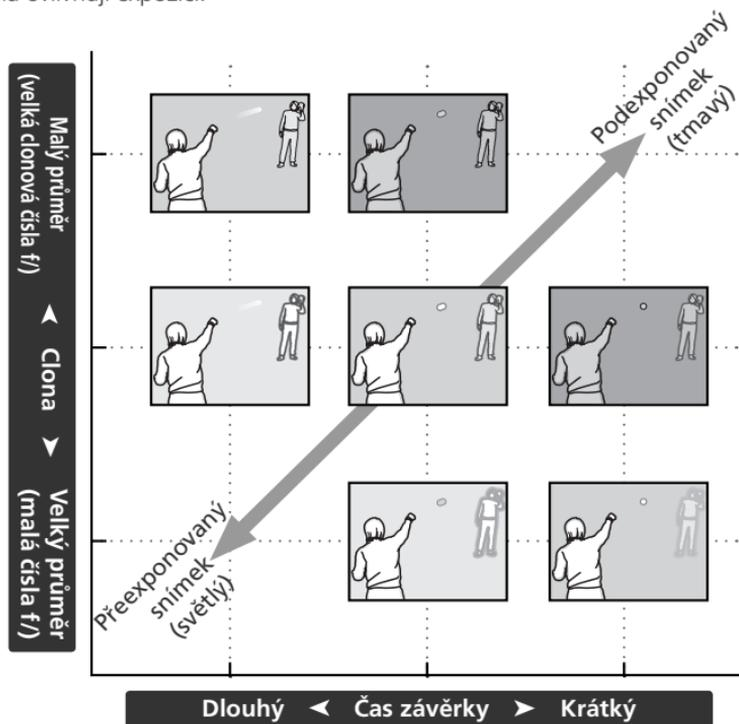 Malý průměr
(velká clonová čísla f/)
Clona
Velký průměr
(malá čísla f/)
Podexponovaný
snímek
(tmavý)
Přeexponovaný
snímek
(světlý)
Dlouhý
Čas závěrky
Krátký